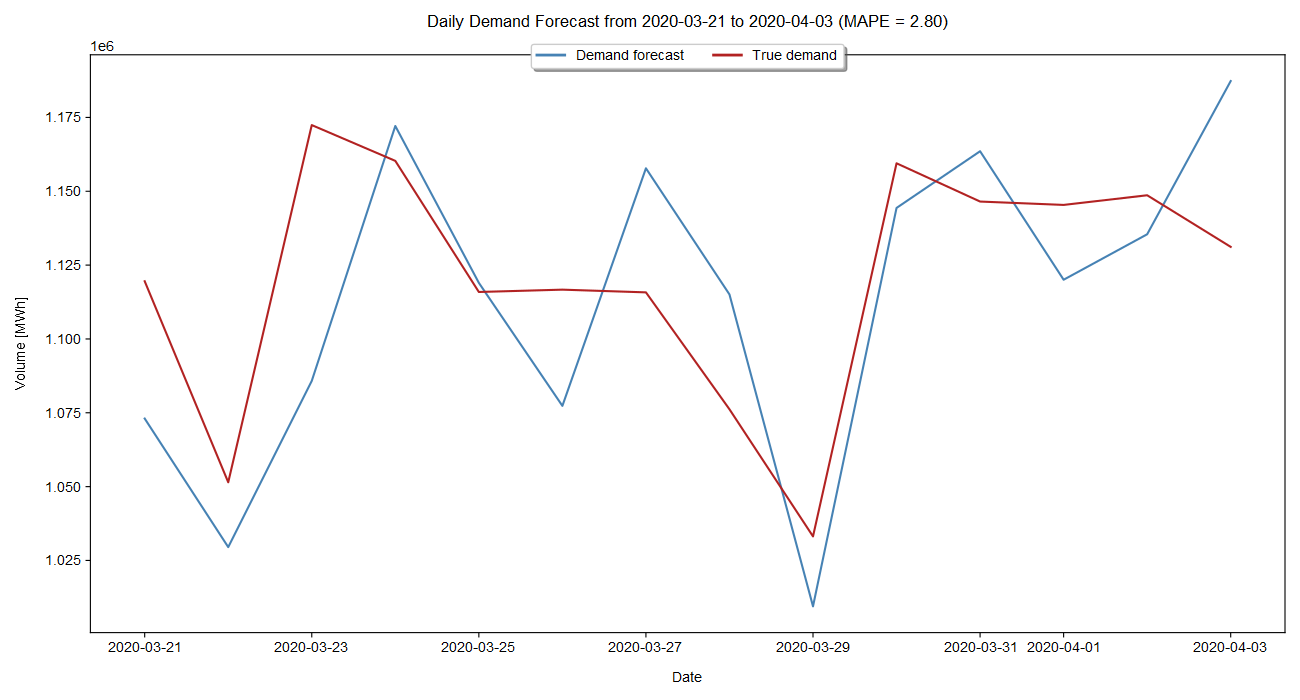 Daily Demand Forecast from 2020-03-21 to 2020-04-03 (MAPE = 2.80)
1e6
Demand forecast
True demand
1.175
1.150
1.125
1.100
1.075
1.050
1.025
Volume [MWh]
2020-03-21 2020-03-23 2020-03-25 2020-03-27 2020-03-29 2020-03-31 2020-04-01 2020-04-03
Date